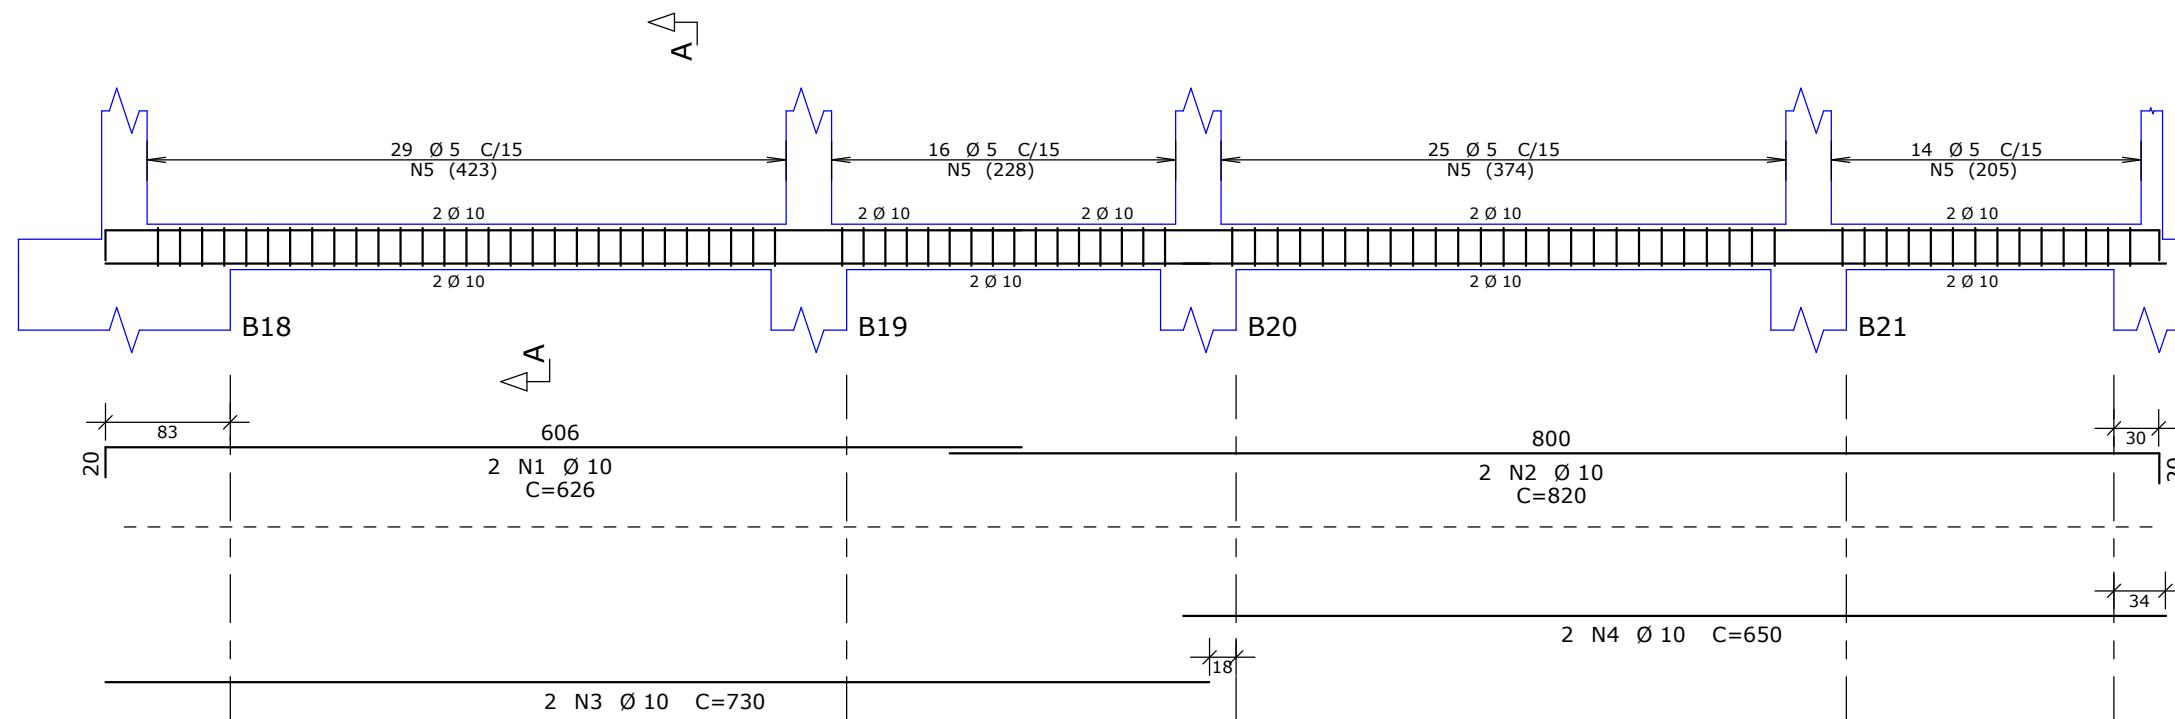 A
29 Ø 5 C/15
N5 (423)
16 Ø 5 C/15
N5 (228)
25 Ø 5 C/15
N5 (374)
14 Ø 5 C/15
N5 (205)
2 Ø 10
2 Ø 10
2 Ø 10
2 Ø 10
2 Ø 10
2 Ø 10
2 Ø 10
2 Ø 10
2 Ø 10
B18
B19
B20
B21
A
83
606
800
30
20
2 N1 Ø 10
C=626
2 N2 Ø 10
C=820
20
34
2 N4 Ø 10 C=650
18
2 N3 Ø 10 C=730